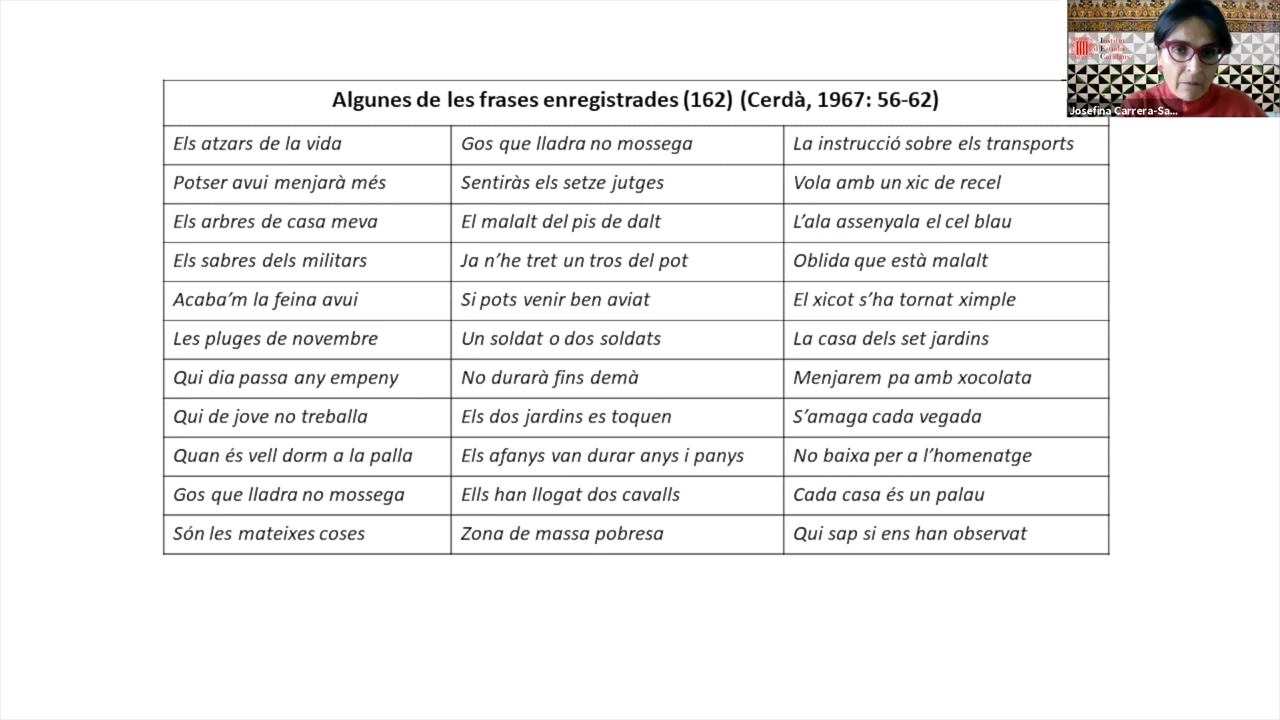 Algunes de les frases enregistrades (162) (Cerdà, 1967: 56-62)
Els atzars de la vida
Gos que lladra no mossega
La instrucció sobre els transports
Potser avui menjarà més
Sentiràs els setze jutges
Vola amb un xic de recel
Els arbres de casa meva
El malalt del pis de dalt
L’ala assenyala el cel blau
Els sabres dels militars
Ja n’he tret un tros del pot
Oblida que està malalt
Acaba’m la feina avui
Si pots venir ben aviat
El xicot s’ha tornat ximple
Les pluges de novembre
Un soldat o dos soldats
La casa dels set jardins
Qui dia passa any empeny
No durarà fins demà
Menjarem pa amb xocolata
Qui de jove no treballa
Els dos jardins es toquen
S’amaga cada vegada
Quan és vell dorm a la palla
Els afanys van durar anys i panys
No baixa per a l’homenatge
Gos que lladra no mossega
Ells han llogat dos cavalls
Cada casa és un palau
Són les mateixes coses
Zona de massa pobresa
Qui sap si ens han observat
Institut
Estudis
Catalans
Josefina Carrera-Sa...